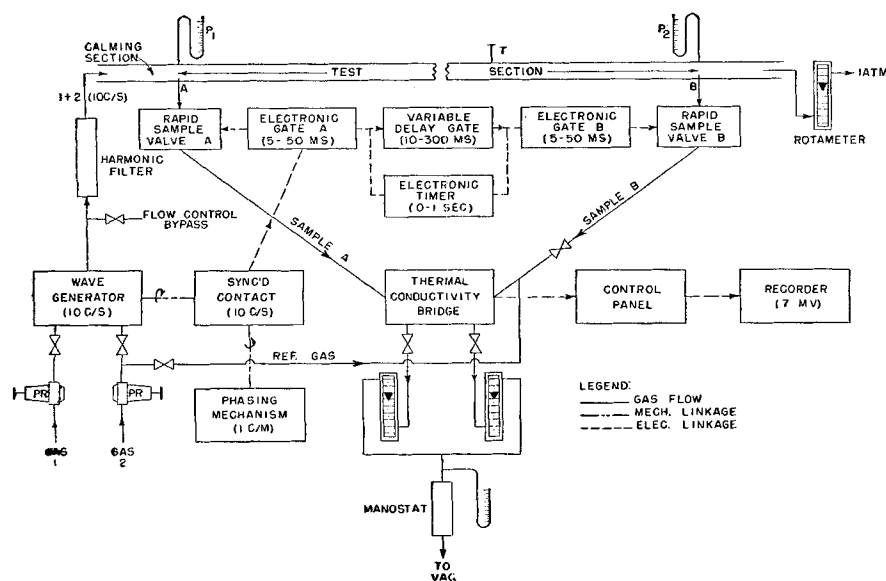 P1
P2
CALMING
SECTION
T
TEST
SECTION
A
B
1 ATM
1+2 (10C/S)
RAPID
SAMPLE
VALVE A
ELECTRONIC
GATE A
(5-50 MS)
VARIABLE
DELAY GATE
(10-300 MS)
ELECTRONIC
GATE B
(5-50 MS)
RAPID
SAMPLE
VALVE B
ROTAMETER
HARMONIC
FILTER
ELECTRONIC
TIMER
(0-1 SEC)
FLOW CONTROL
BYPASS
SAMPLE A
SAMPLE B
WAVE
GENERATOR
(10 C/S)
SYNC'D
CONTACT
(10 C/S)
THERMAL
CONDUCTIVITY
BRIDGE
CONTROL
PANEL
RECORDER
(7 MV)
REF. GAS
PR
PR
PHASING
MECHANISM
(1 C/M)
LEGEND:
GAS FLOW
MECH. LINKAGE
ELEC. LINKAGE
GAS
1
GAS
2
MANOSTAT
TO
VAC.